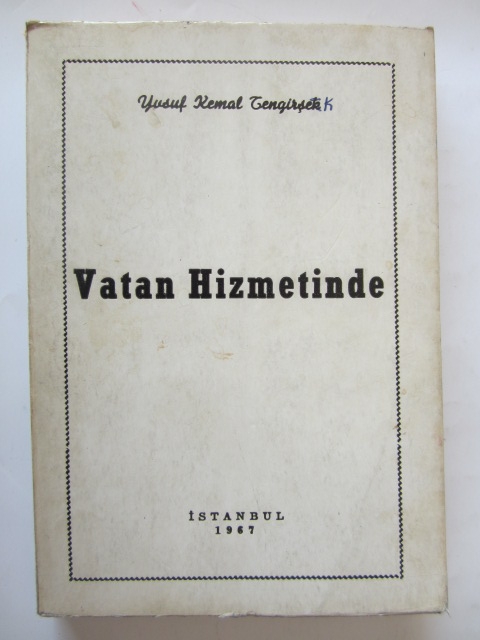 Yusuf Kemal Tengirşek
Vatan Hizmetinde
İSTANBUL
1967